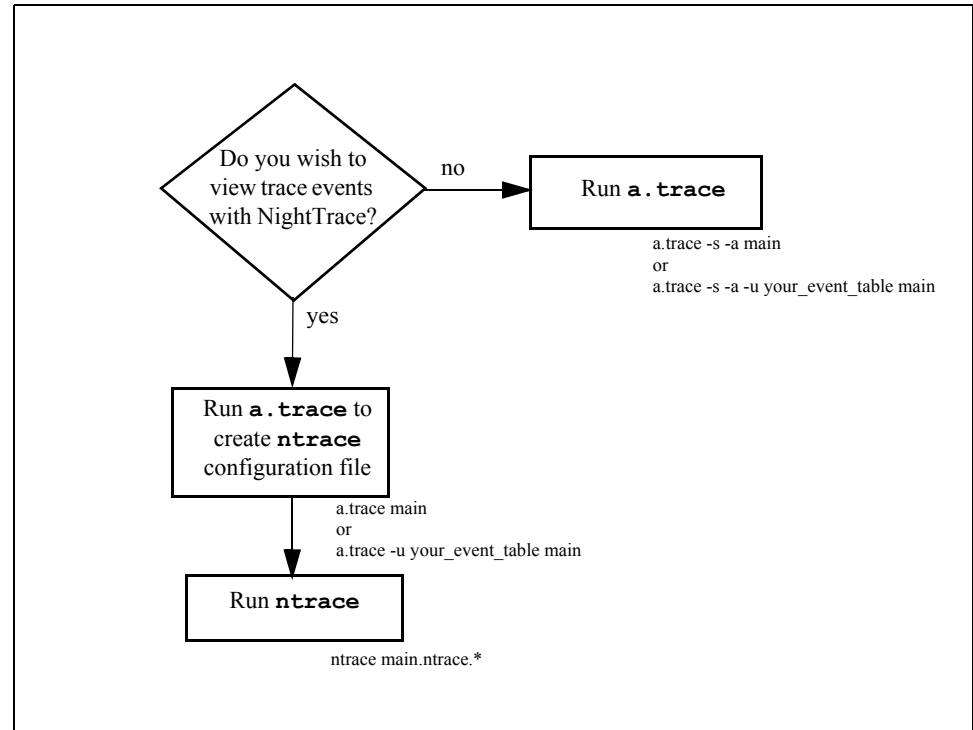 Do you wish to
view trace events
with NightTrace?
no
Run a.trace
a.trace -s -a main
or
a.trace -s -a -u your_event_table main
yes
Run a.trace to
create ntrace
configuration file
a.trace main
or
a.trace -u your_event_table main
Run ntrace
ntrace main.ntrace.*